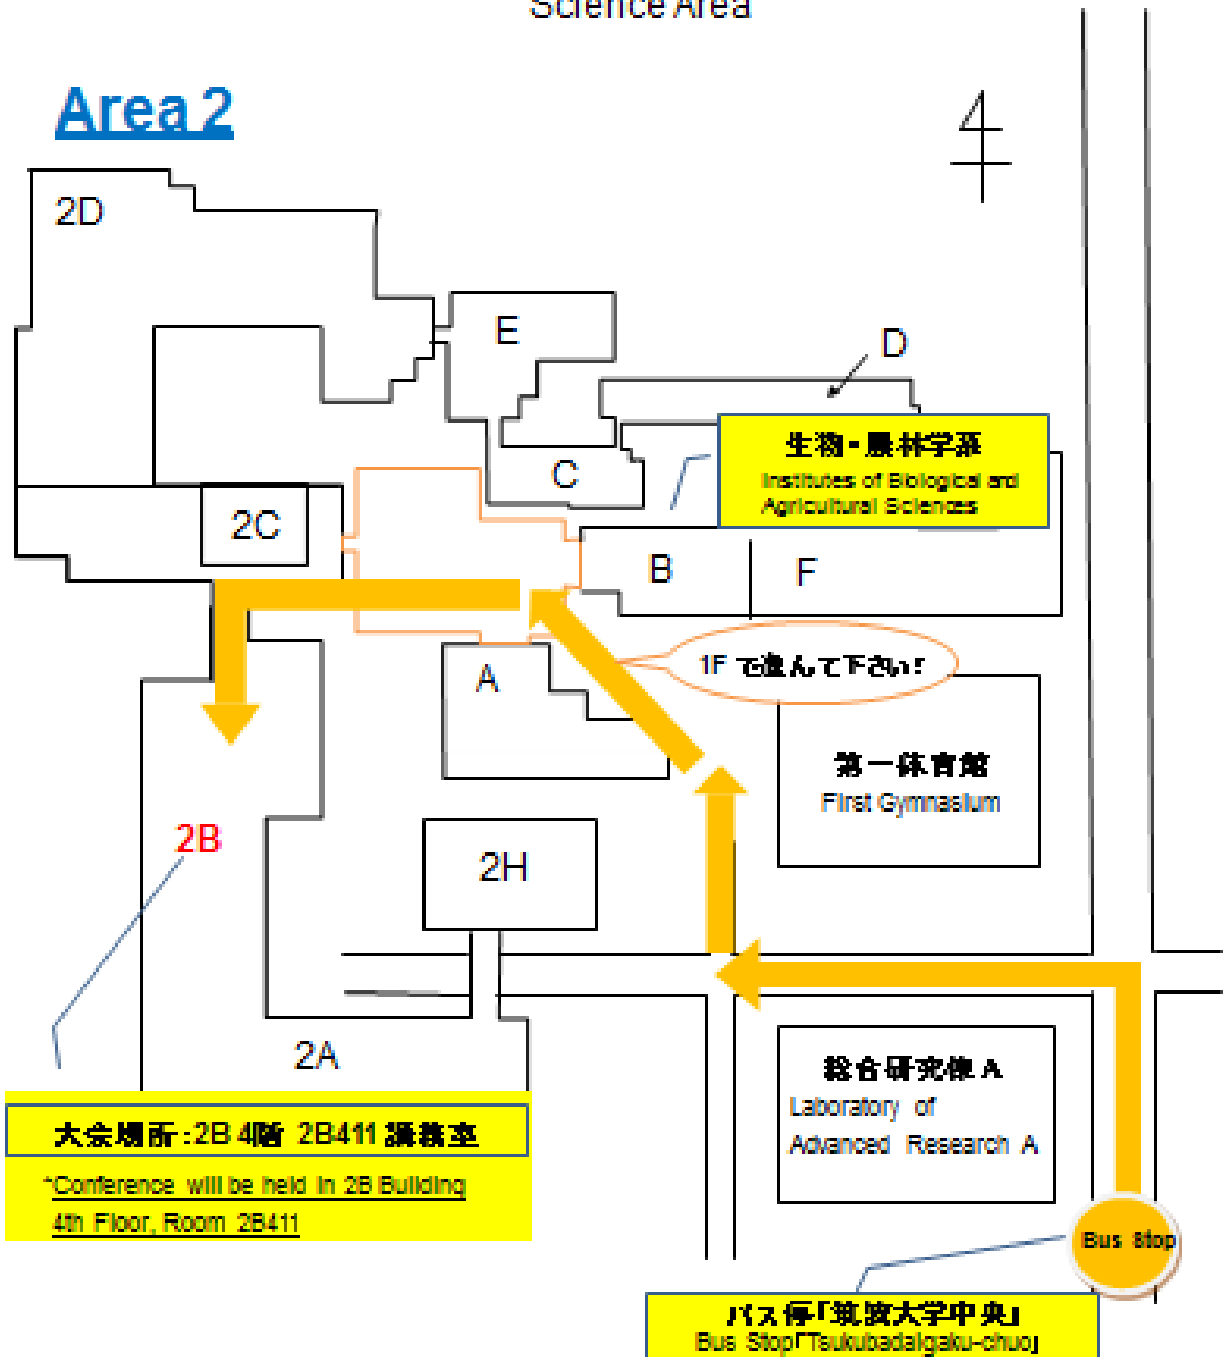 Science Area
Area 2
4
2D
E
D
生物・農林学系
Institutes of Biological and
Agricultural Sciences
C
2C
B
F
A
1F で進んで下さい!
第一体育館
First Gymnasium
2B
2H
2A
総合研究棟 A
Laboratory of
Advanced Research A
大会場所:2B 4階 2B411 講義室
*Conference will be held in 2B Building
4th Floor, Room 2B411
Bus Stop
バス停「筑波大学中央」
Bus Stop「Tsukubadaigaku-chuo」